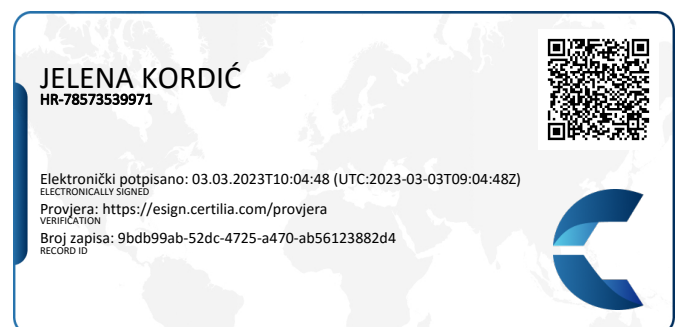 JELENA KORDIĆ
HR-78573539971
Elektronički potpisano: 03.03.2023T10:04:48 (UTC:2023-03-03T09:04:48Z)
ELECTRONICALLY SIGNED
Provjera: https://esign.certilia.com/provjera
VERIFICATION
Broj zapisa: 9bdb99ab-52dc-4725-a470-ab56123882d4
RECORD ID